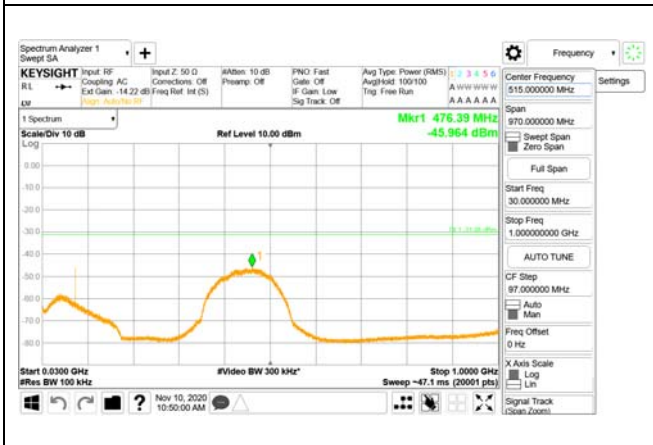 Spectrum Analyzer 1
Swept SA
+
Frequency
KEYSIGHT
RL
Input: RF
Coupling: AC
Ext Gain: -14.22 dB
Align: Auto/No RF
Input Z: 50 Ω
Corrections: Off
Freq Ref: Int (S)
#Atten: 10 dB
Preamp: Off
PNO: Fast
Gate: Off
IF Gain: Low
Sig Track: Off
Avg Type: Power (RMS)
Avg|Hold: 100/100
Trig: Free Run
1 2 3 4 5 6
A W W W W W
A A A A A A
Center Frequency
515.000000 MHz
Settings
Span
970.000000 MHz
Swept Span
Zero Span
Full Span
Start Freq
30.000000 MHz
Stop Freq
1.000000000 GHz
AUTO TUNE
CF Step
97.000000 MHz
Auto
Man
Freq Offset
0 Hz
X Axis Scale
Log
Lin
Signal Track
(Span Zoom)
1 Spectrum
Scale/Div 10 dB
Ref Level 10.00 dBm
Mkr1 476.39 MHz
-45.964 dBm
Log
0.00
-10.0
-20.0
-30.0
-40.0
-50.0
-60.0
-70.0
-80.0
1
Start 0.0300 GHz
#Res BW 100 kHz
#Video BW 300 kHz*
Stop 1.0000 GHz
Sweep ~47.1 ms (20001 pts)
?
Nov 10, 2020
10:50:00 AM